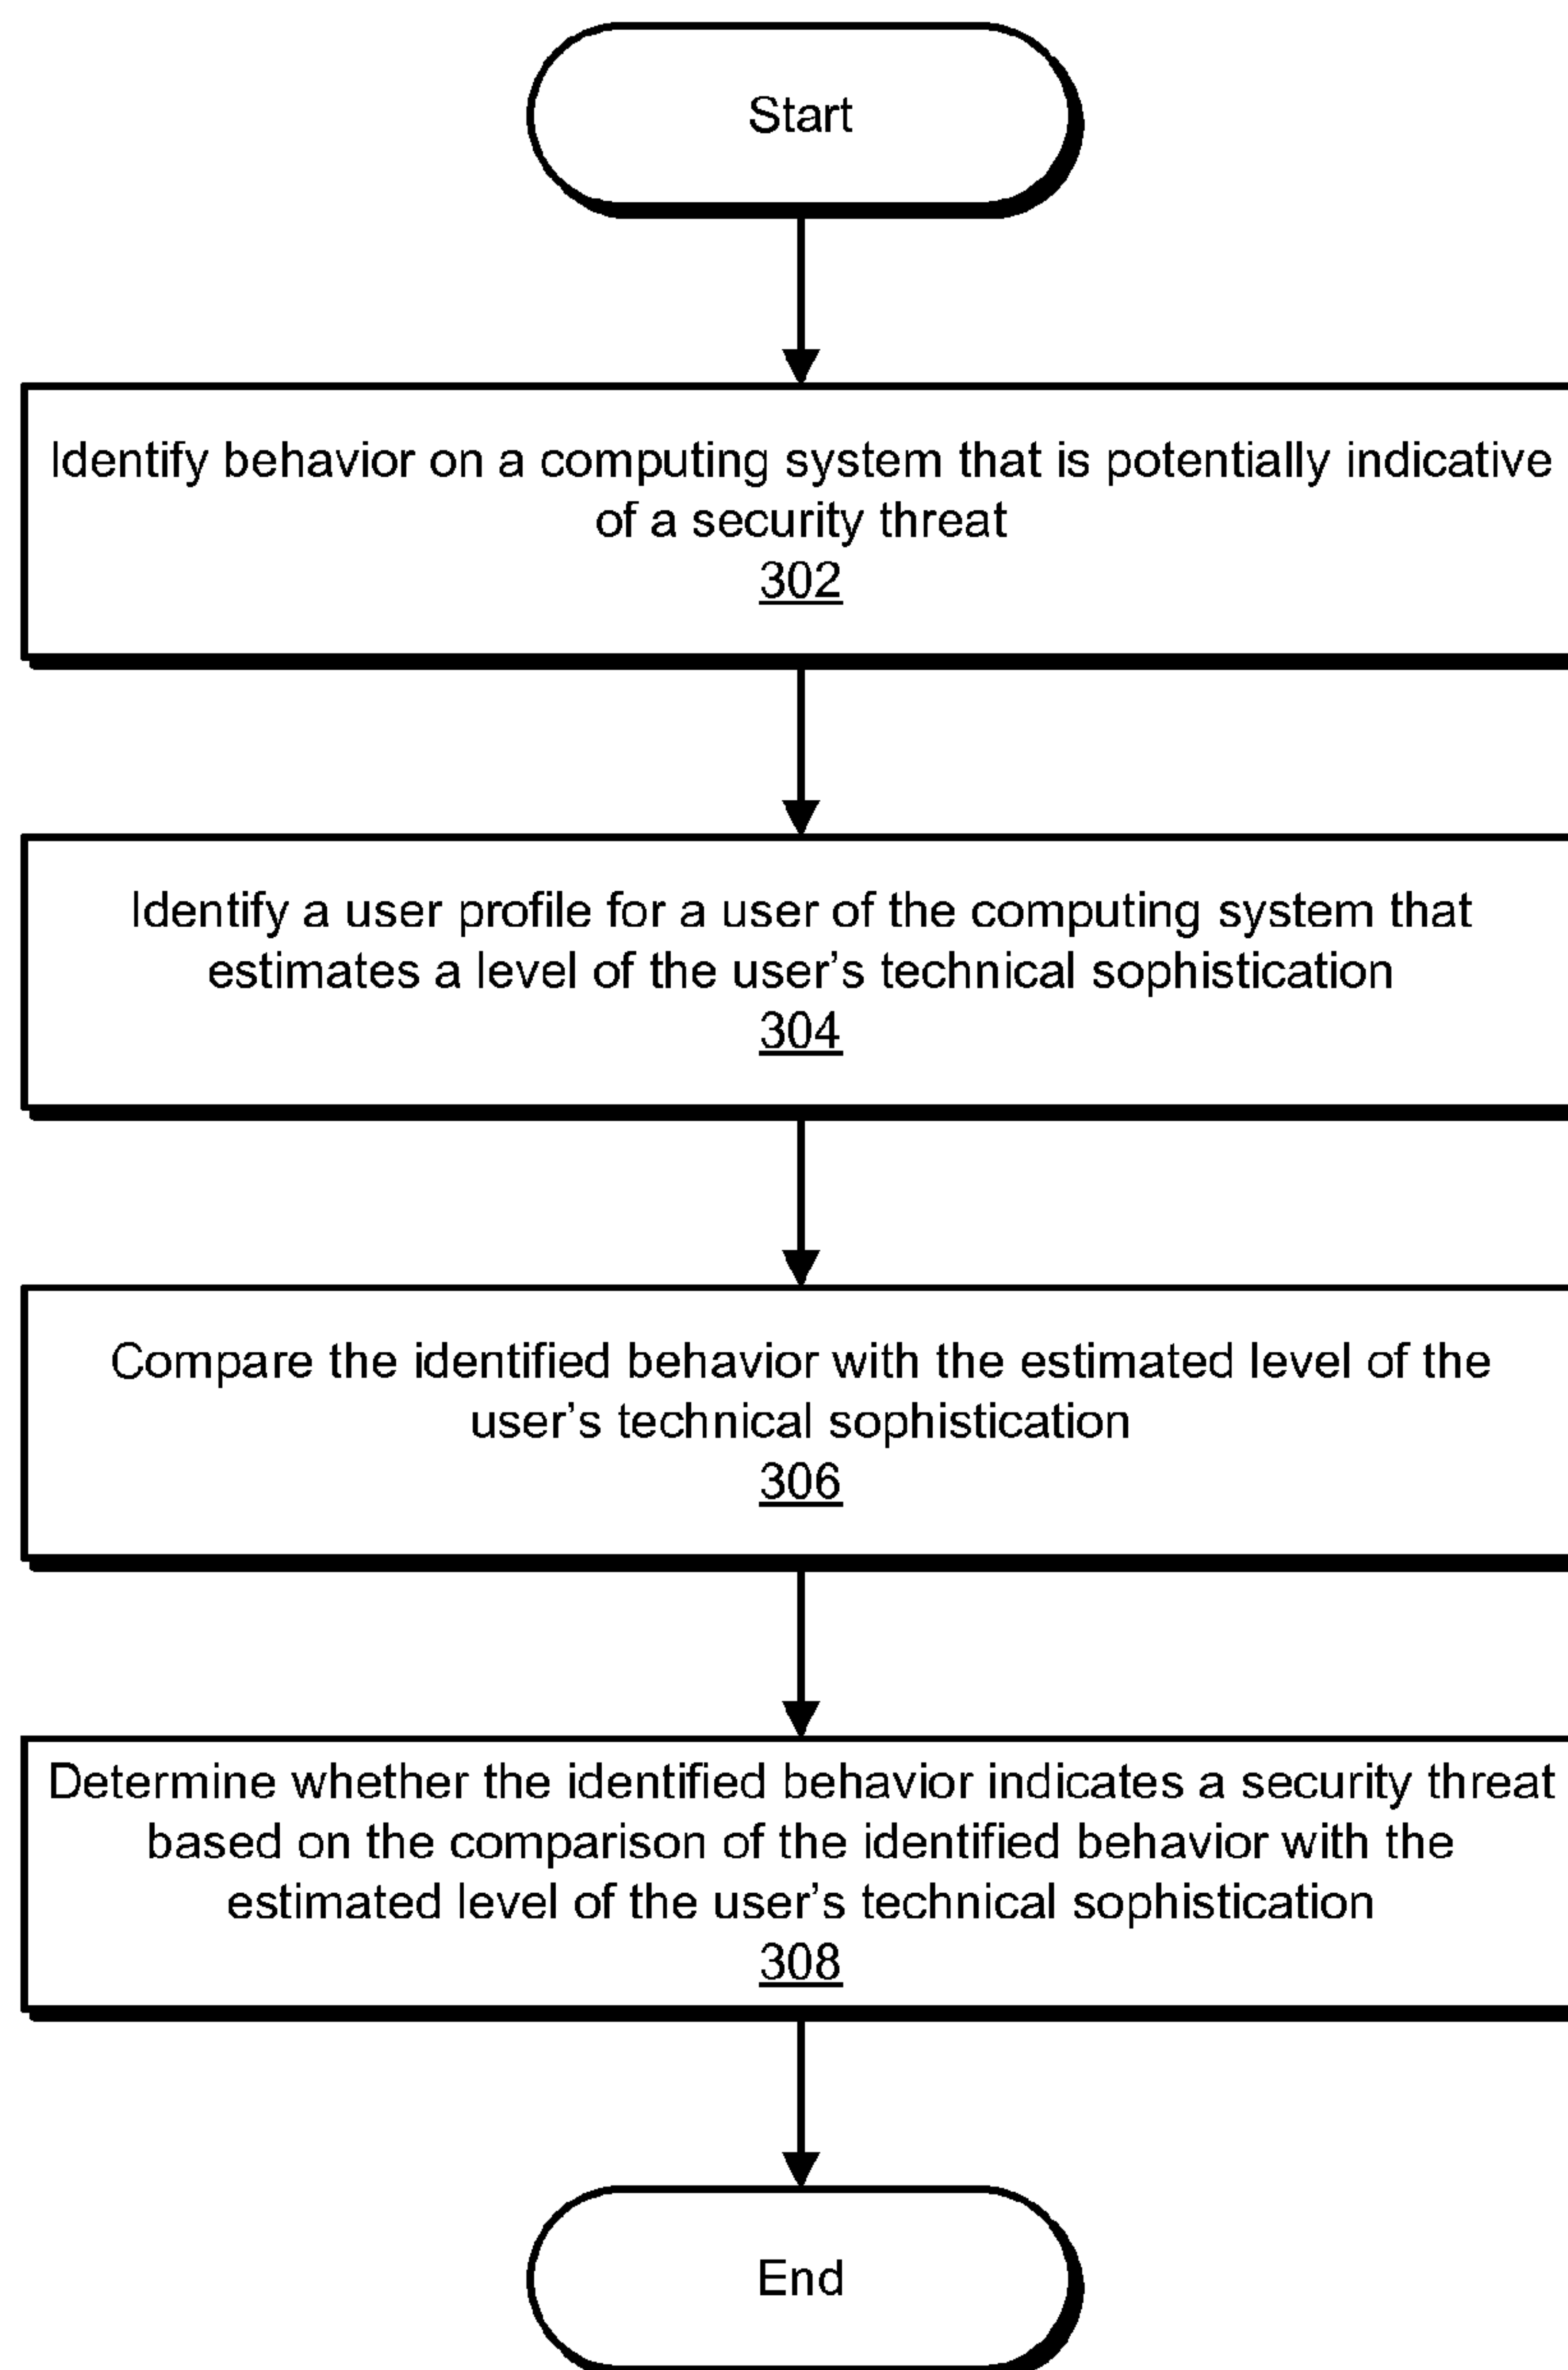 Start
Identify behavior on a computing system that is potentially indicative
of a security threat
302
Identify a user profile for a user of the computing system that
estimates a level of the user's technical sophistication
304
Compare the identified behavior with the estimated level of the
user's technical sophistication
306
Determine whether the identified behavior indicates a security threat
based on the comparison of the identified behavior with the
estimated level of the user's technical sophistication
308
End